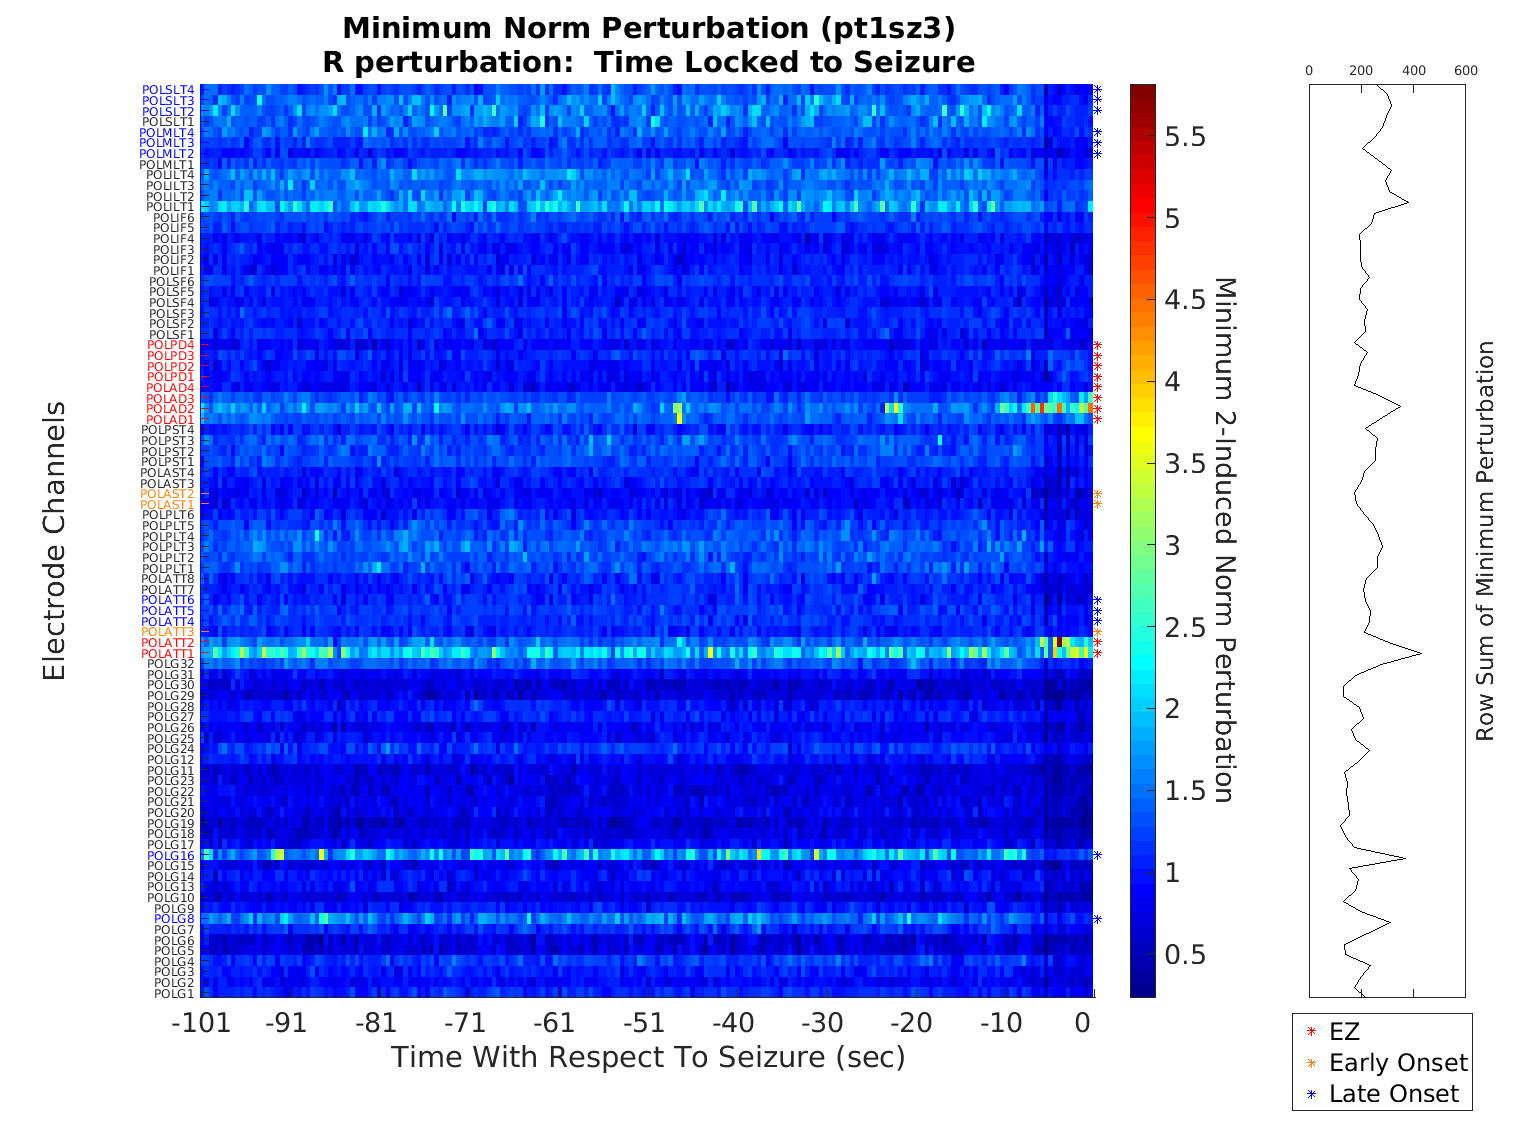 Minimum Norm Perturbation (pt1sz3)
R perturbation:  Time Locked to Seizure
Electrode Channels
POLSLT4
POLSLT3
POLSLT2
POLSLT1
POLMLT4
POLMLT3
POLMLT2
POLMLT1
POLILT4
POLILT3
POLILT2
POLILT1
POLIF6
POLIF5
POLIF4
POLIF3
POLIF2
POLIF1
POLSF6
POLSF5
POLSF4
POLSF3
POLSF2
POLSF1
POLPD4
POLPD3
POLPD2
POLPD1
POLAD4
POLAD3
POLAD2
POLAD1
POLPST4
POLPST3
POLPST2
POLPST1
POLAST4
POLAST3
POLAST2
POLAST1
POLPLT6
POLPLT5
POLPLT4
POLPLT3
POLPLT2
POLPLT1
POLATT8
POLATT7
POLATT6
POLATT5
POLATT4
POLATT3
POLATT2
POLATT1
POLG32
POLG31
POLG30
POLG29
POLG28
POLG27
POLG26
POLG25
POLG24
POLG12
POLG11
POLG23
POLG22
POLG21
POLG20
POLG19
POLG18
POLG17
POLG16
POLG15
POLG14
POLG13
POLG10
POLG9
POLG8
POLG7
POLG6
POLG5
POLG4
POLG3
POLG2
POLG1
-101 -91 -81 -71 -61 -51 -40 -30 -20 -10 0
Time With Respect To Seizure (sec)
5.5
5
4.5
4
3.5
3
2.5
2
1.5
1
0.5
Minimum 2-Induced Norm Perturbation
0 200 400 600
Row Sum of Minimum Perturbation
EZ
Early Onset
Late Onset